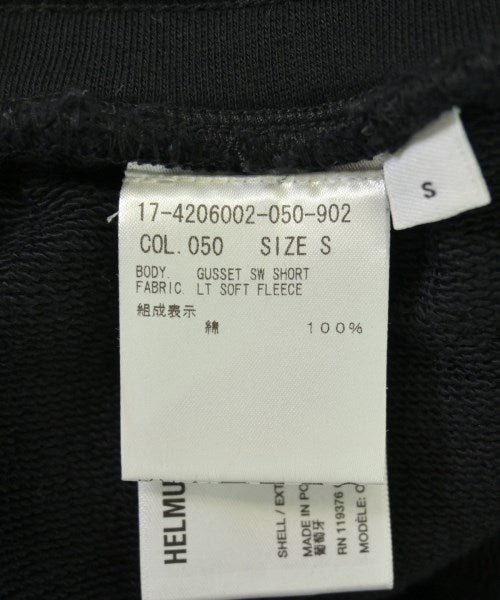 S
17-4206002-050-902
COL.050 SIZE S
BODY. GUSSET SW SHORT
FABRIC. LT SOFT FLEECE
組成表示
綿 100%
HELMU
SHELL / EXT
MADE IN PO
葡萄牙
RN 119376
MODÈLE: